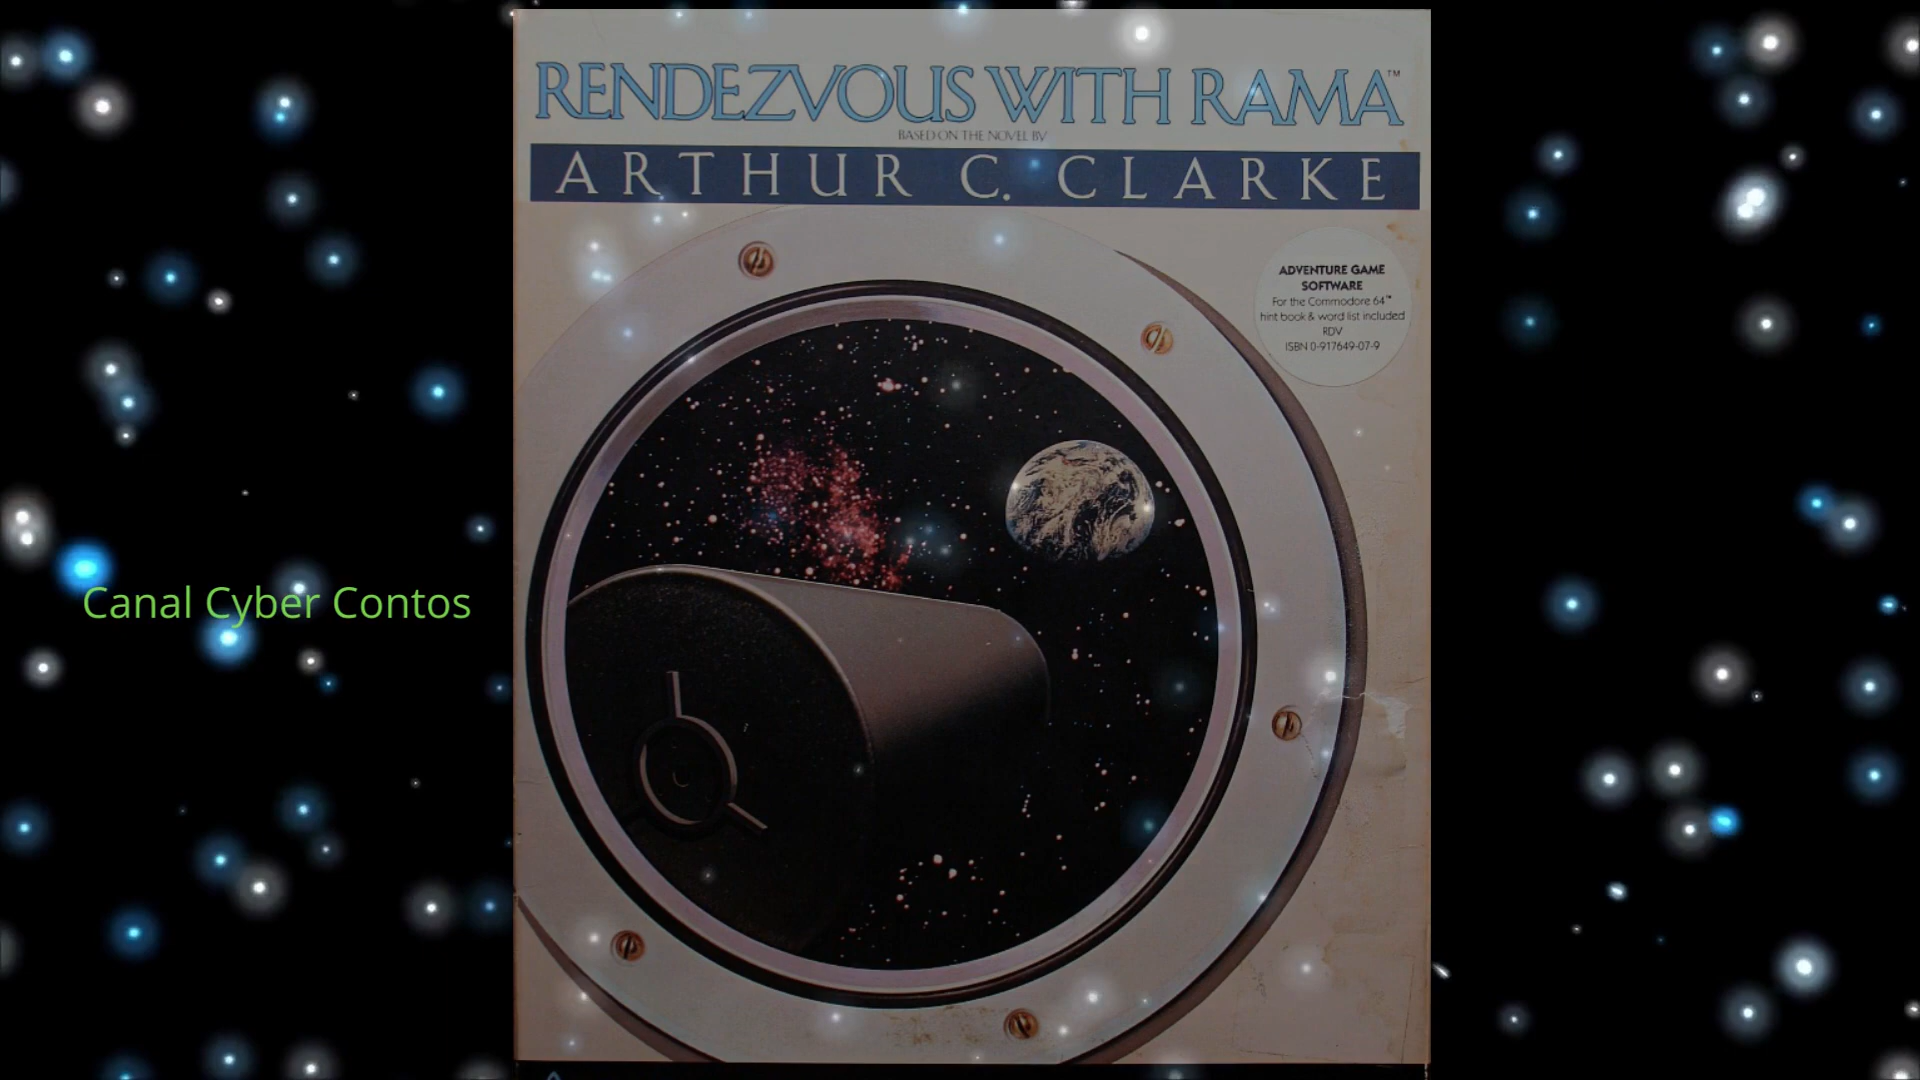 RENDEZVOUS WITH RAMA™
BASED ON THE NOVEL BY
ARTHUR C. CLARKE
ADVENTURE GAME
SOFTWARE
For the Commodore 64™
hint book & word list included
RDV
ISBN 0-917649-07-9
Canal Cyber Contos